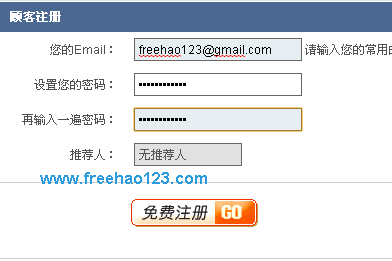 顾客注册
您的Email： freehao123@gmail.com 请输入您的常用
设置您的密码： •••••••••••
再输入一遍密码： •••••••••••
推荐人： 无推荐人
www.freehao123.com
免费注册 GO